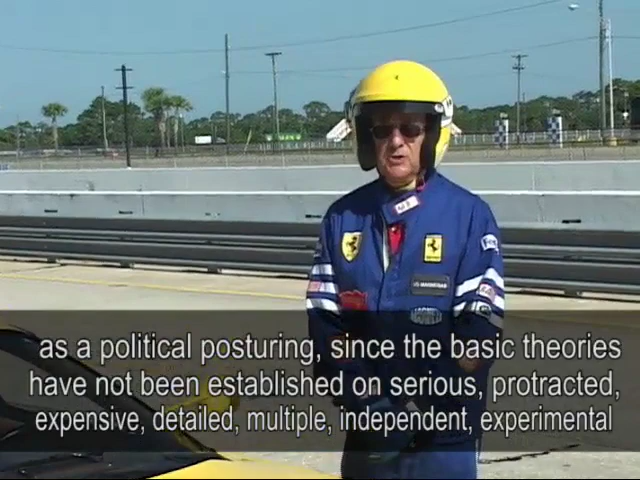 as a political posturing, since the basic theories
have not been established on serious, protracted,
expensive, detailed, multiple, independent, experimental